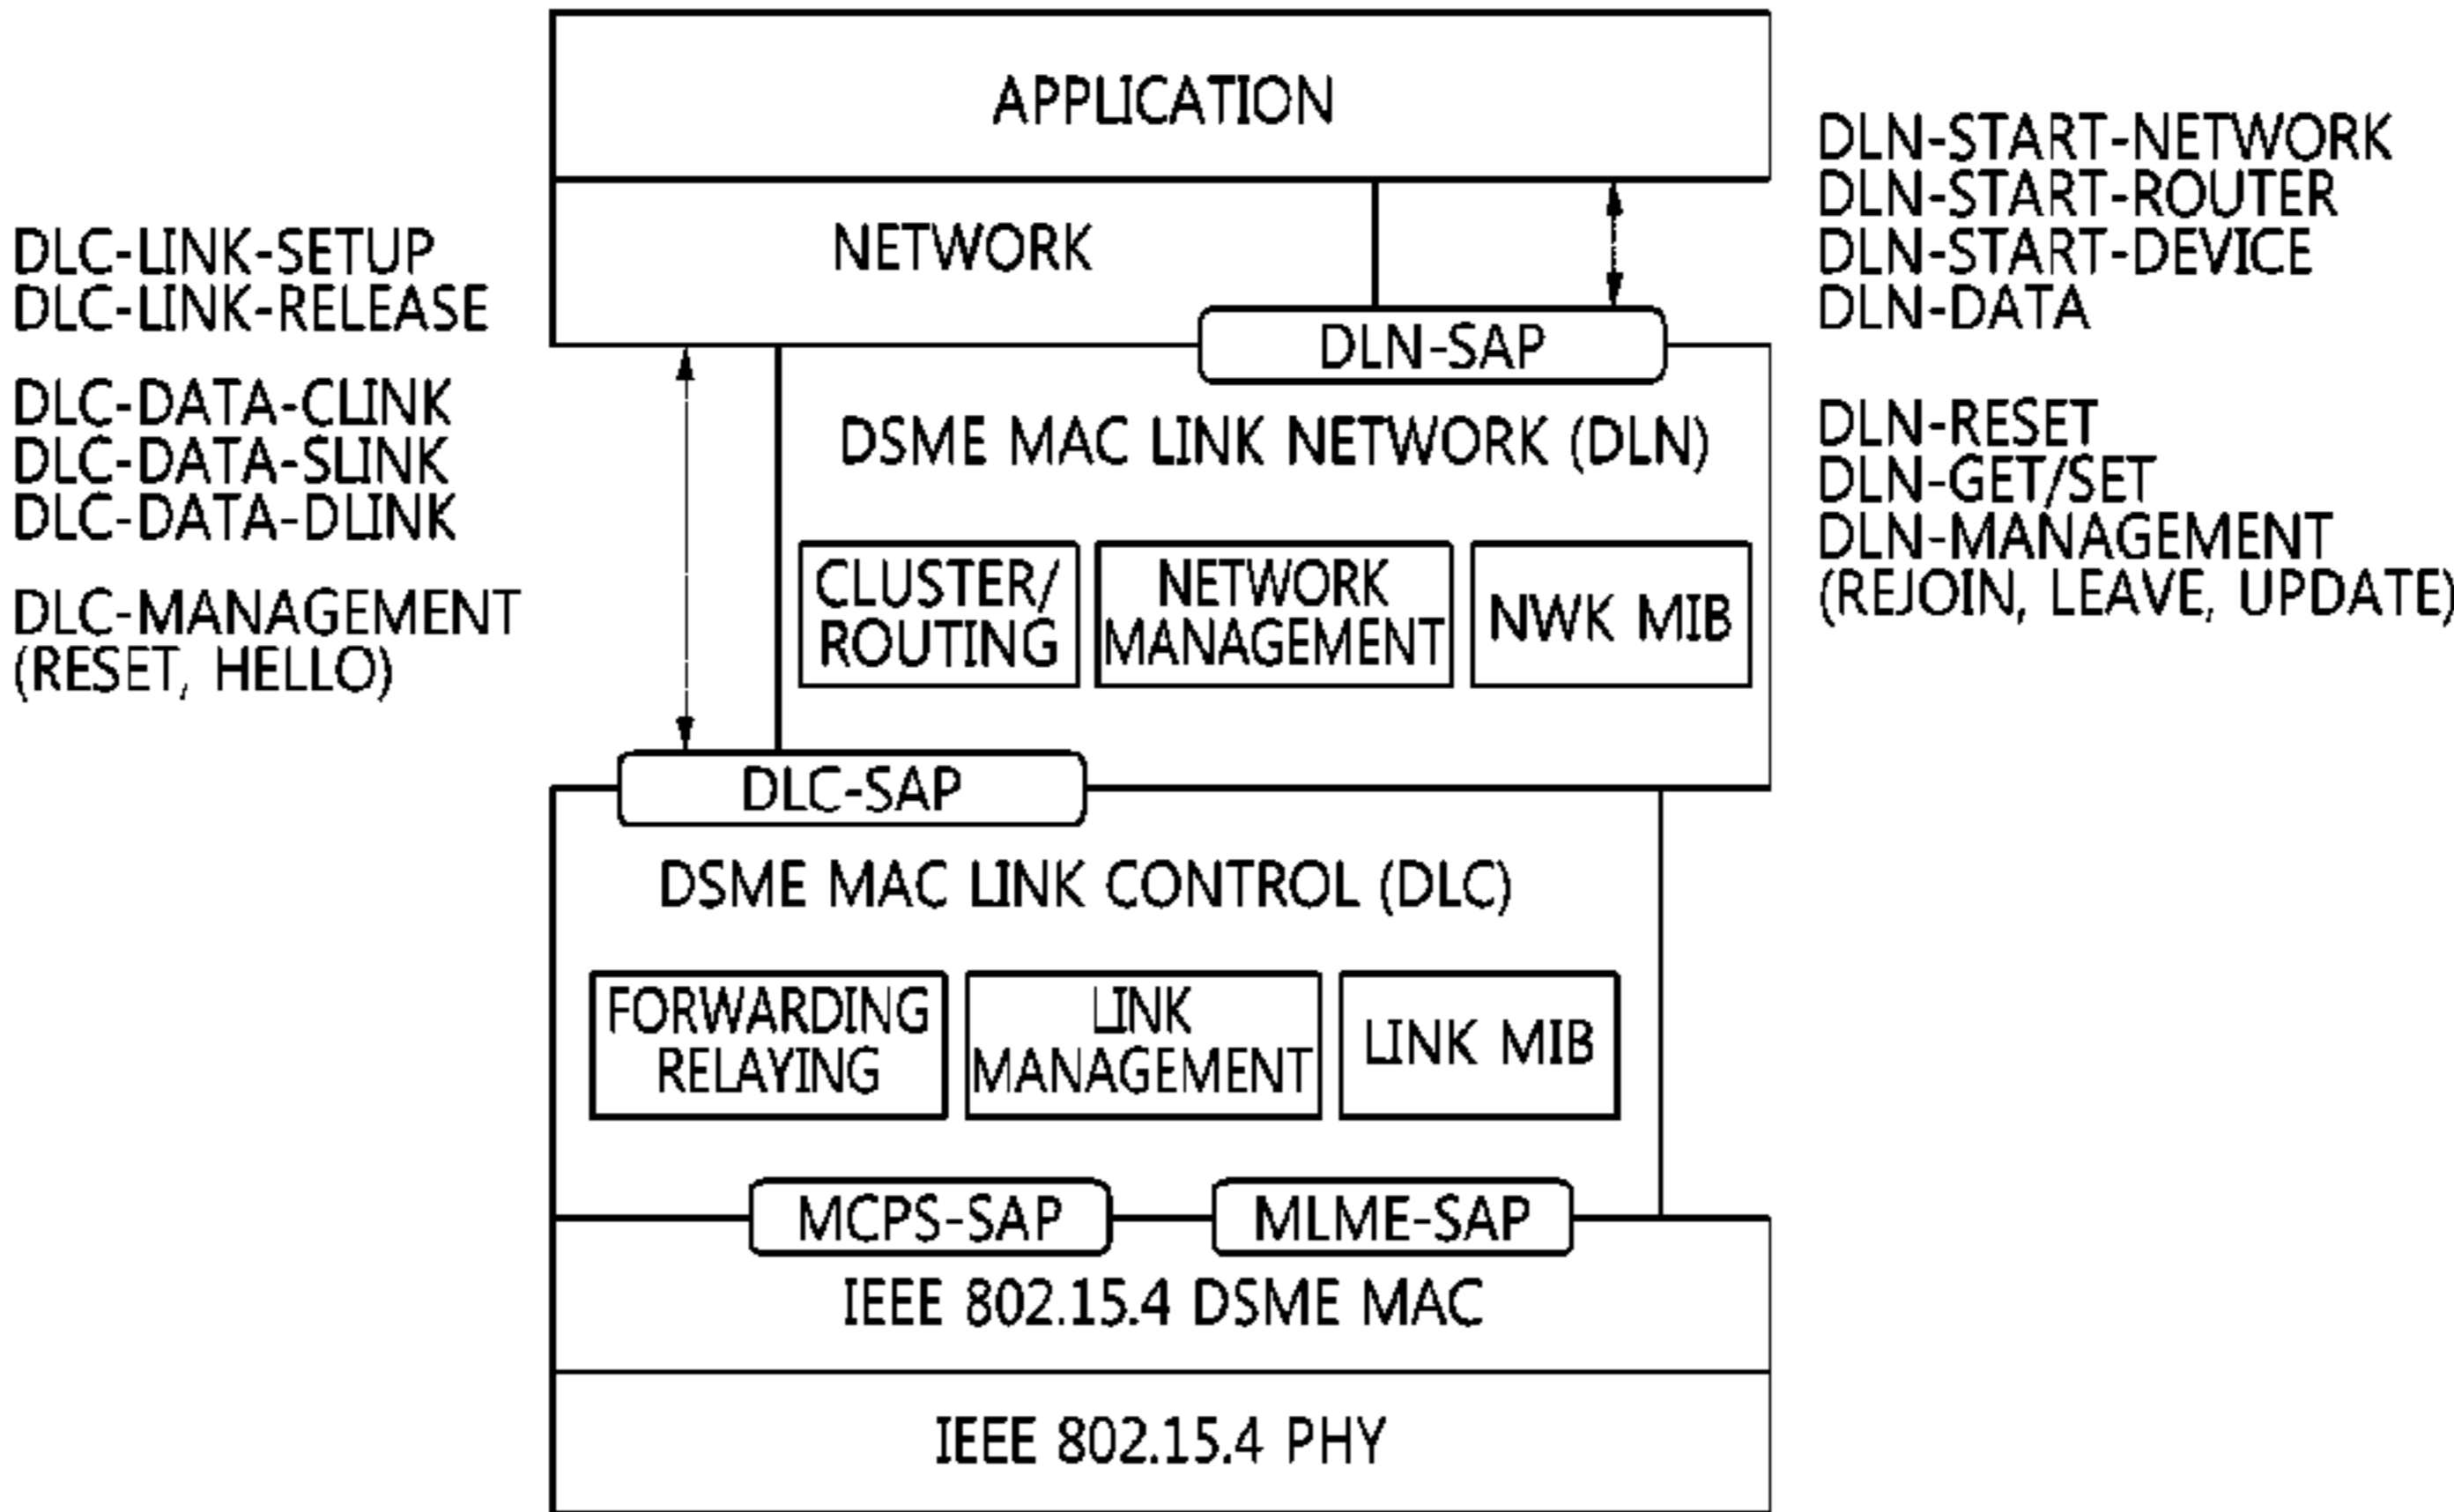 APPLICATION
NETWORK
DLN-SAP
DLN-START-NETWORK
DLN-START-ROUTER
DLN-START-DEVICE
DLN-DATA
DLN-RESET
DLN-GET/SET
DLN-MANAGEMENT
(REJOIN, LEAVE, UPDATE)
DLC-LINK-SETUP
DLC-LINK-RELEASE
DLC-DATA-CLINK
DLC-DATA-SLINK
DLC-DATA-DLINK
DLC-MANAGEMENT
(RESET, HELLO)
DSME MAC LINK NETWORK (DLN)
CLUSTER/
ROUTING
NETWORK
MANAGEMENT
NWK MIB
DLC-SAP
DSME MAC LINK CONTROL (DLC)
FORWARDING
RELAYING
LINK
MANAGEMENT
LINK MIB
MCPS-SAP
MLME-SAP
IEEE 802.15.4 DSME MAC
IEEE 802.15.4 PHY